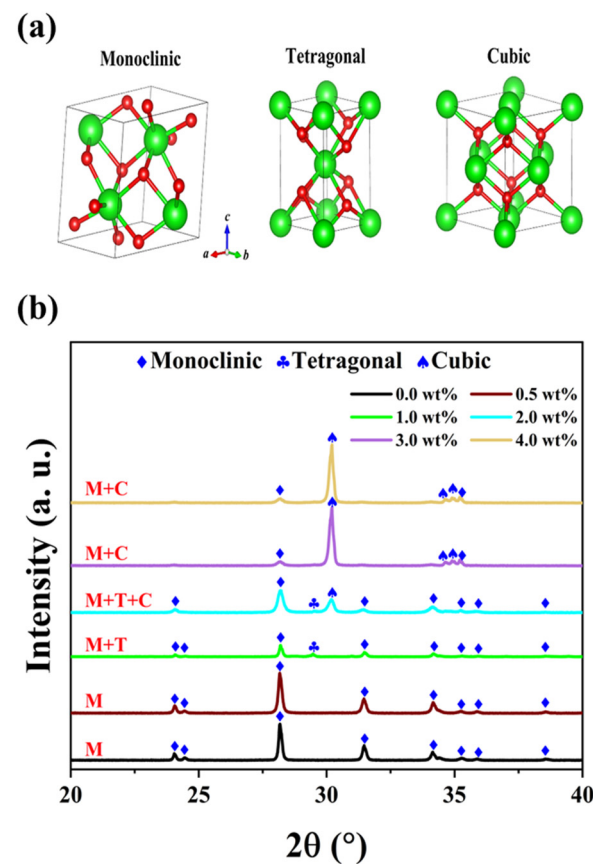 (a)
Monoclinic Tetragonal Cubic
c
a b
(b)
♦ Monoclinic ♣ Tetragonal ♠ Cubic
0.0 wt% 0.5 wt%
1.0 wt% 2.0 wt%
3.0 wt% 4.0 wt%
M+C
M+C
M+T+C
M+T
M
M
Intensity (a. u.)
20 25 30 35 40
2θ (°)